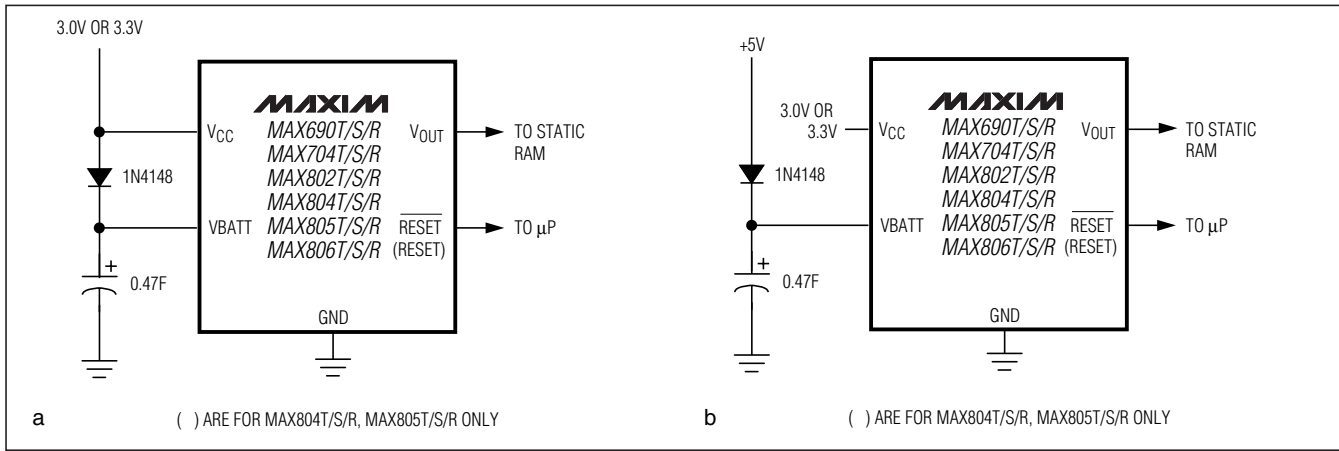 3.0V OR 3.3V
MAXIM
VCC
MAX690T/S/R
VOUT
TO STATIC
RAM
MAX704T/S/R
1N4148
MAX802T/S/R
MAX804T/S/R
VBATT
MAX805T/S/R
RESET
TO µP
MAX806T/S/R
(RESET)
+
0.47F
GND
a
( ) ARE FOR MAX804T/S/R, MAX805T/S/R ONLY
+5V
MAXIM
3.0V OR
3.3V
VCC
MAX690T/S/R
VOUT
TO STATIC
RAM
MAX704T/S/R
1N4148
MAX802T/S/R
MAX804T/S/R
VBATT
MAX805T/S/R
RESET
TO µP
MAX806T/S/R
(RESET)
+
0.47F
GND
b
( ) ARE FOR MAX804T/S/R, MAX805T/S/R ONLY